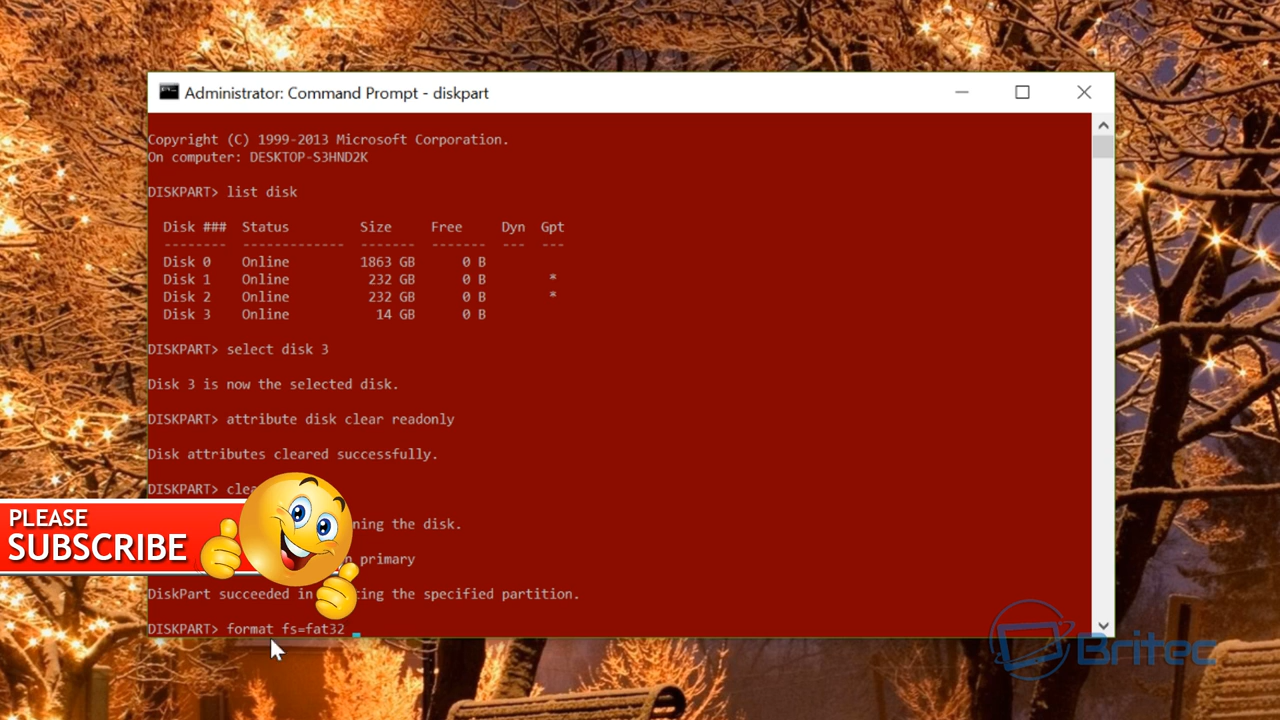 Administrator: Command Prompt - diskpart
Copyright (C) 1999-2013 Microsoft Corporation.
On computer: DESKTOP-S3HND2K
DISKPART> list disk
Disk ### Status Size Free Dyn Gpt
-------- ------------- ------- ------- --- ---
Disk 0 Online 1863 GB 0 B
Disk 1 Online 232 GB 0 B *
Disk 2 Online 232 GB 0 B *
Disk 3 Online 14 GB 0 B
DISKPART> select disk 3
Disk 3 is now the selected disk.
DISKPART> attribute disk clear readonly
Disk attributes cleared successfully.
DISKPART>
the disk.
primary
DiskPart succeeded in the specified partition.
DISKPART> format fs=fat32
PLEASE
SUBSCRIBE
Britec